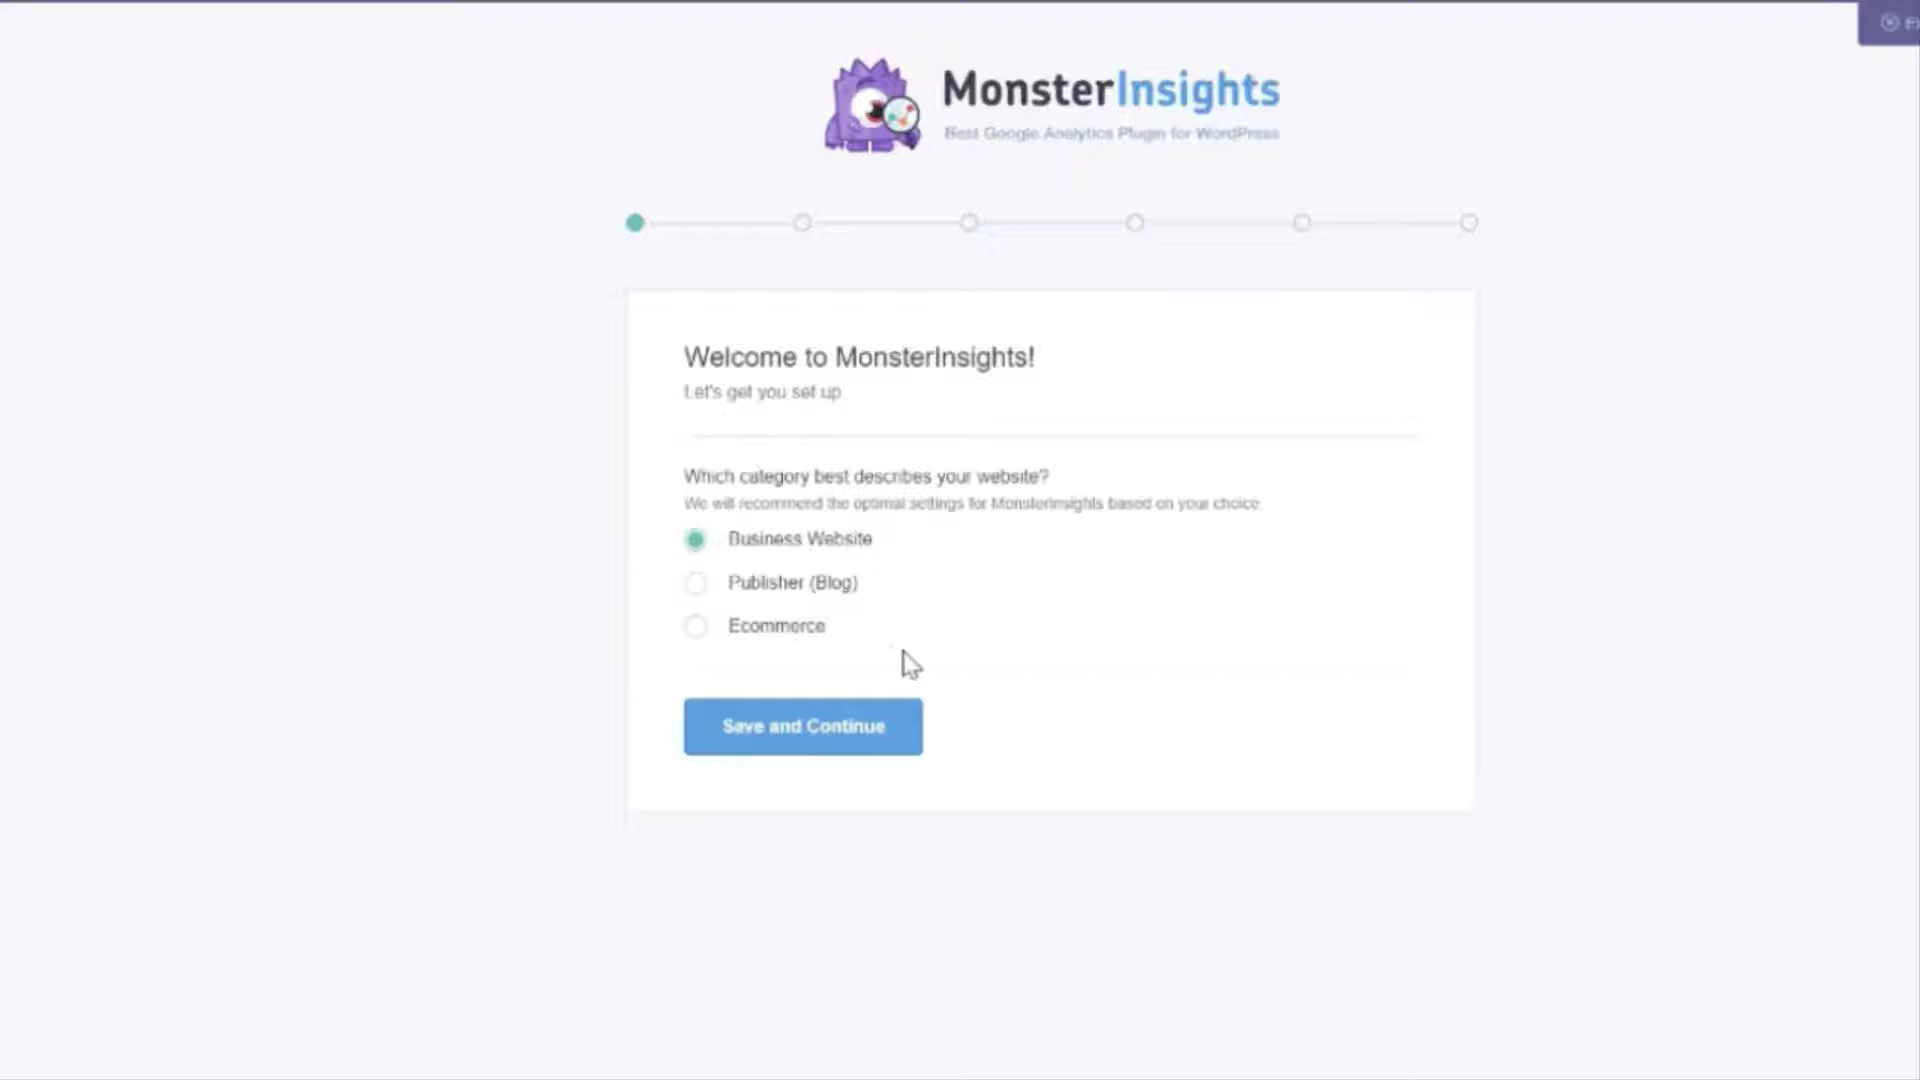 MonsterInsights
Best Google Analytics Plugin for WordPress
Welcome to MonsterInsights!
Let's get you set up
Which category best describes your website?
We will recommend the optimal settings for MonsterInsights based on your choice.
Business Website
Publisher (Blog)
Ecommerce
Save and Continue